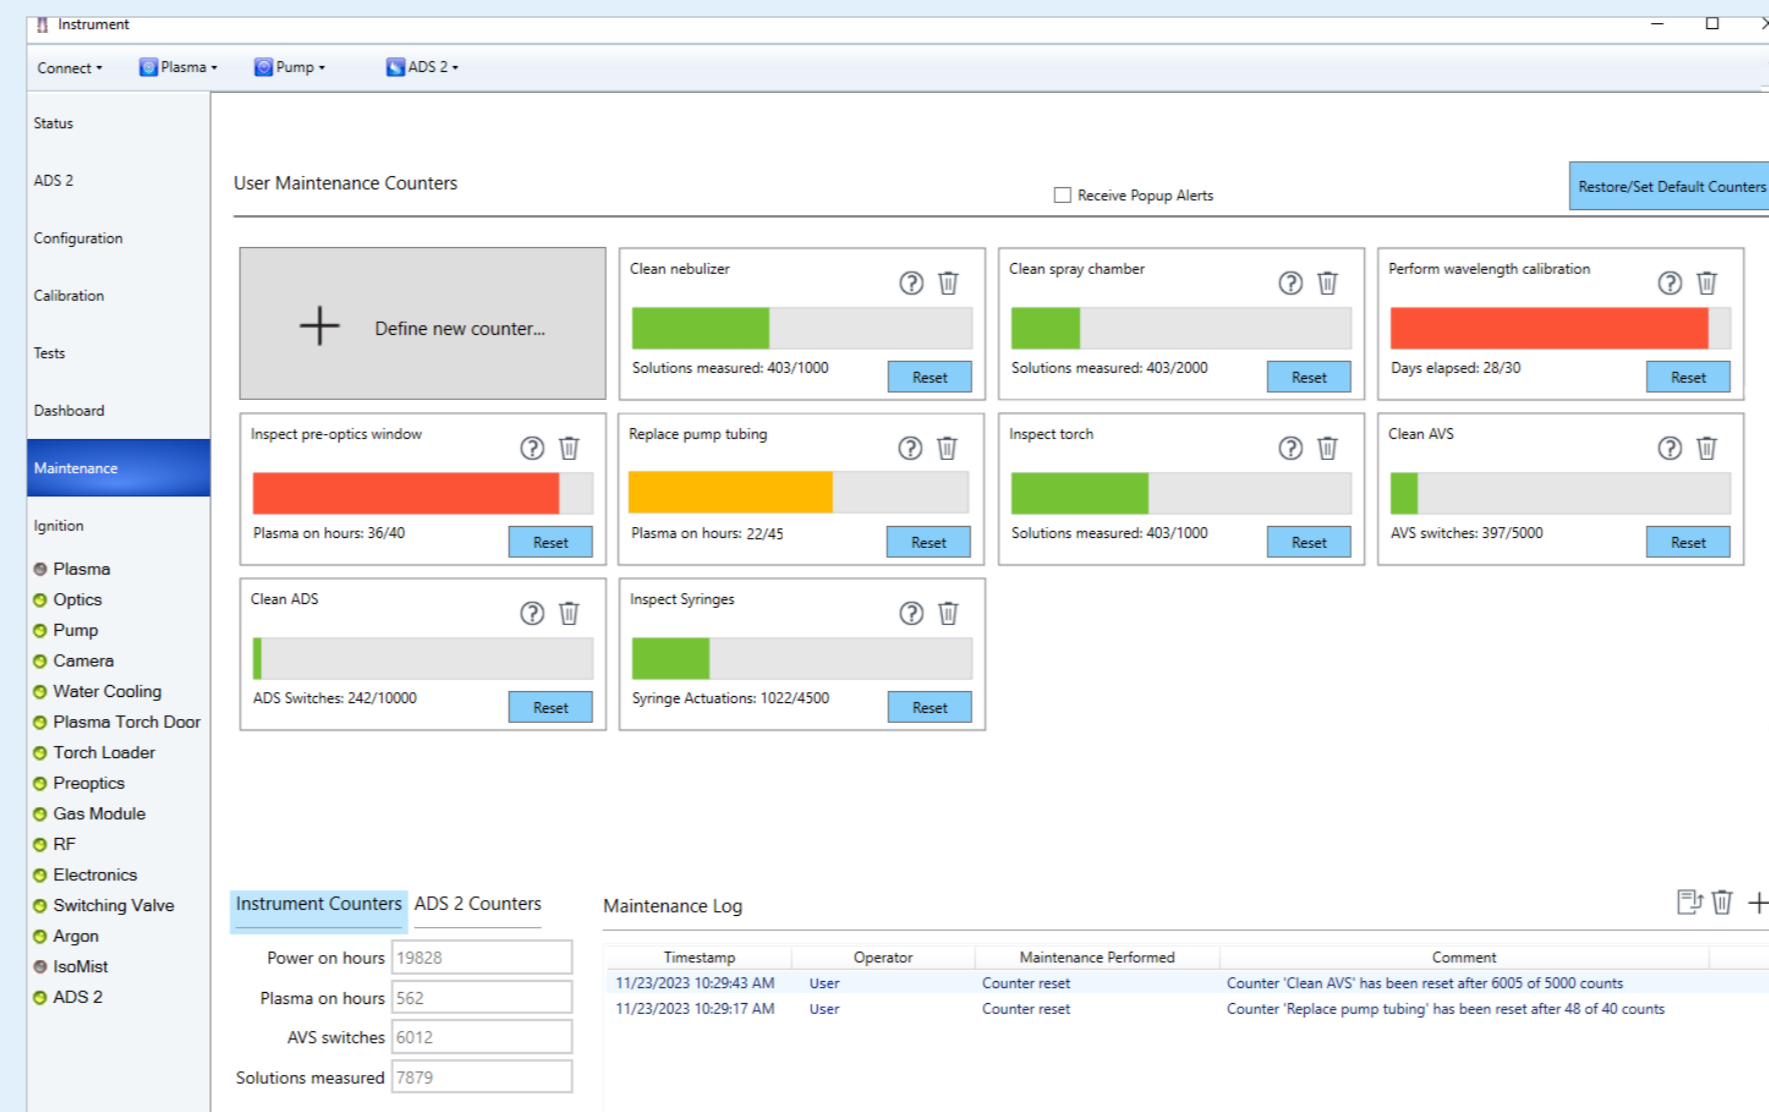 Instrument
Connect Plasma Pump ADS 2
Status
ADS 2
Configuration
Calibration
Tests
Dashboard
Maintenance
Ignition
Plasma
Optics
Pump
Camera
Water Cooling
Plasma Torch Door
Torch Loader
Preoptics
Gas Module
RF
Electronics
Switching Valve
Argon
IsoMist
ADS 2
User Maintenance Counters
Receive Popup Alerts
Restore/Set Default Counters
Define new counter...
Clean nebulizer
Solutions measured: 403/1000
Reset
Clean spray chamber
Solutions measured: 403/2000
Reset
Perform wavelength calibration
Days elapsed: 28/30
Reset
Inspect pre-optics window
Plasma on hours: 36/40
Reset
Replace pump tubing
Plasma on hours: 22/45
Reset
Inspect torch
Solutions measured: 403/1000
Reset
Clean AVS
AVS switches: 397/5000
Reset
Clean ADS
ADS Switches: 242/10000
Reset
Inspect Syringes
Syringe Actuations: 1022/4500
Reset
Instrument Counters ADS 2 Counters
Power on hours 19828
Plasma on hours 562
AVS switches 6012
Solutions measured 7879
Maintenance Log
Timestamp Operator Maintenance Performed Comment
11/23/2023 10:29:43 AM User Counter reset Counter 'Clean AVS' has been reset after 6005 of 5000 counts
11/23/2023 10:29:17 AM User Counter reset Counter 'Replace pump tubing' has been reset after 48 of 40 counts